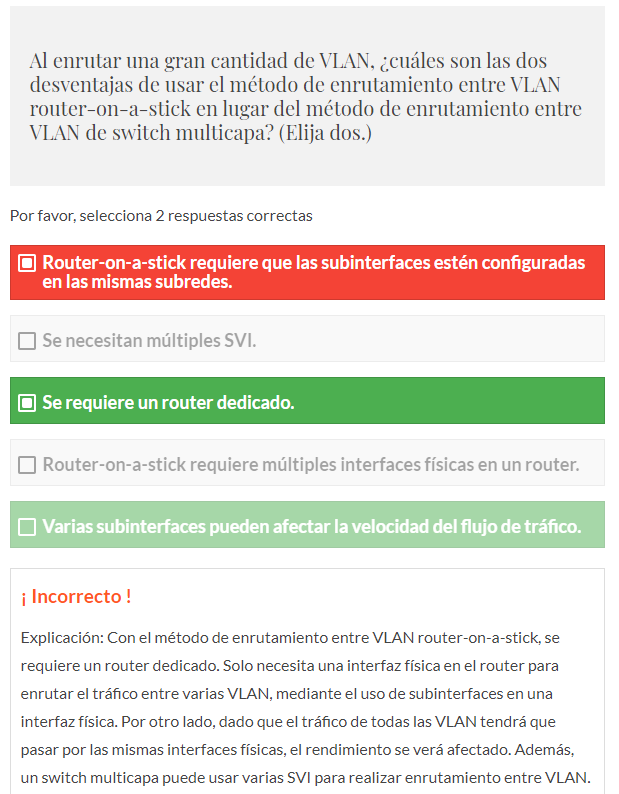 Al enrutar una gran cantidad de VLAN, ¿cuáles son las dos
desventajas de usar el método de enrutamiento entre VLAN
router-on-a-stick en lugar del método de enrutamiento entre
VLAN de switch multicapa? (Elija dos.)
Por favor, selecciona 2 respuestas correctas
Router-on-a-stick requiere que las subinterfaces estén configuradas
en las mismas subredes.
Se necesitan múltiples SVI.
Se requiere un router dedicado.
Router-on-a-stick requiere múltiples interfaces físicas en un router.
Varias subinterfaces pueden afectar la velocidad del flujo de tráfico.
¡ Incorrecto !
Explicación: Con el método de enrutamiento entre VLAN router-on-a-stick, se
requiere un router dedicado. Solo necesita una interfaz física en el router para
enrutar el tráfico entre varias VLAN, mediante el uso de subinterfaces en una
interfaz física. Por otro lado, dado que el tráfico de todas las VLAN tendrá que
pasar por las mismas interfaces físicas, el rendimiento se verá afectado. Además,
un switch multicapa puede usar varias SVI para realizar enrutamiento entre VLAN.